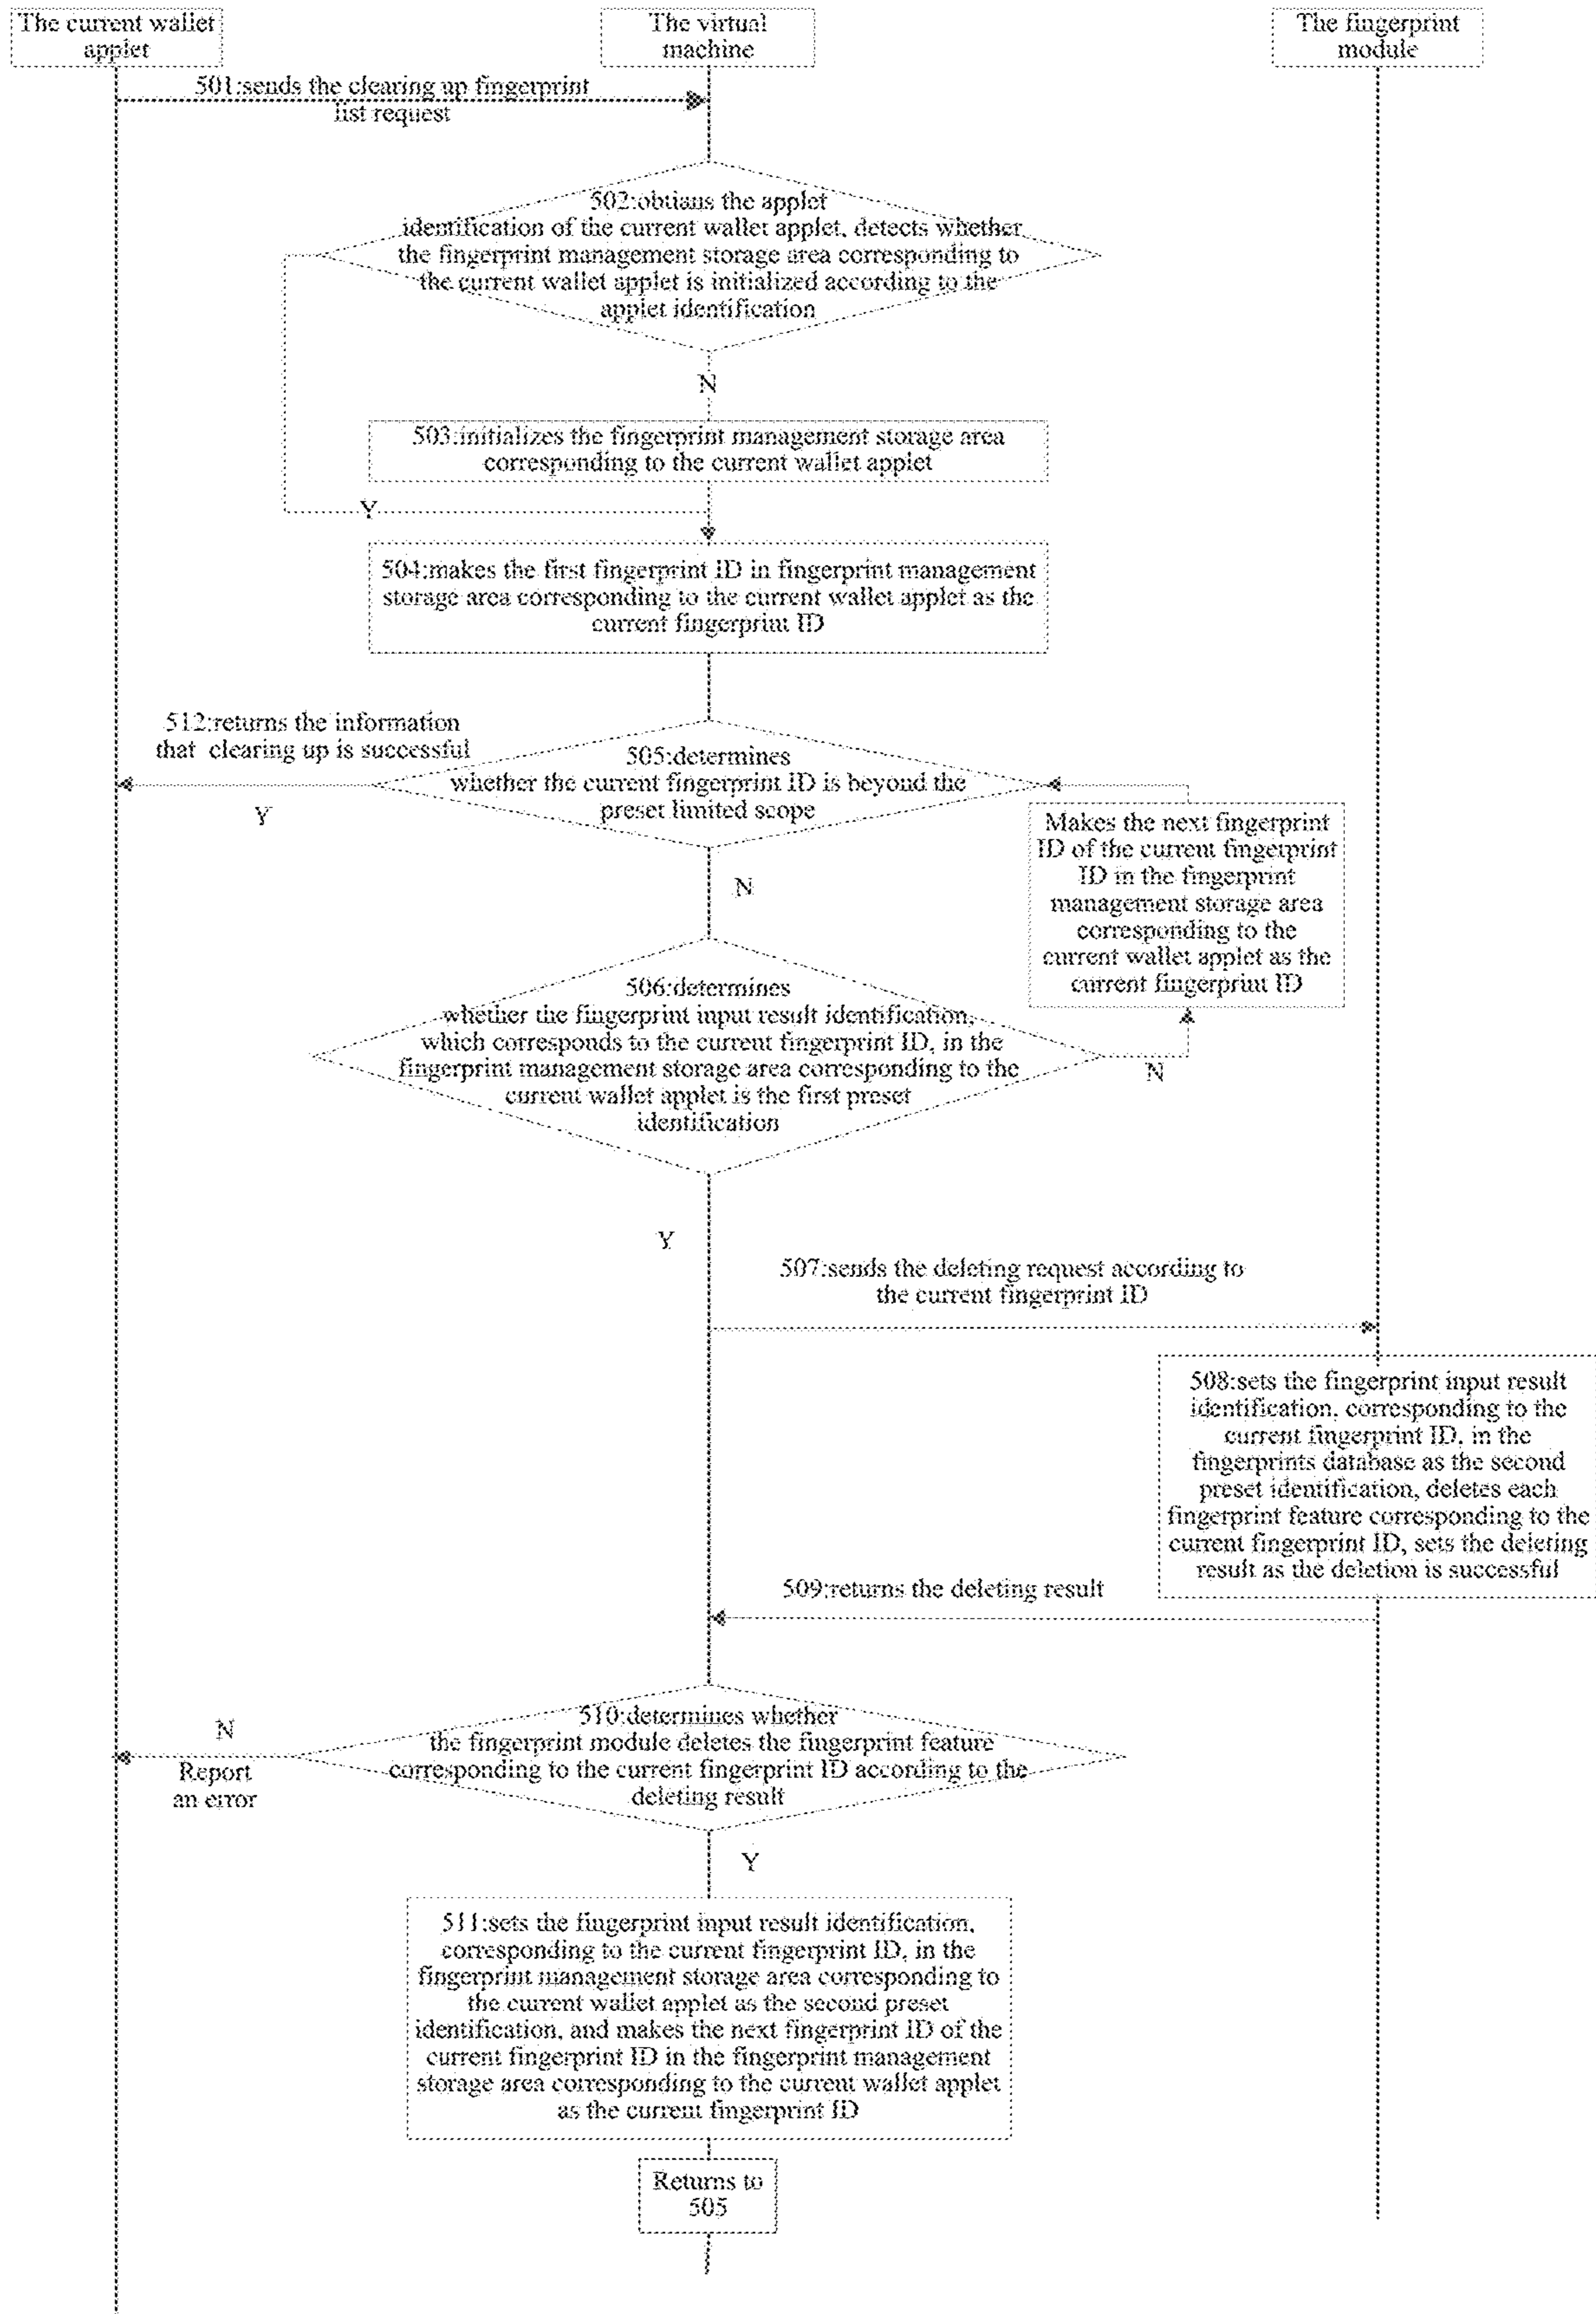 The current wallet
applet
The virtual
machine
The fingerprint
module
501:sends the clearing up fingerprint
list request
502:obtians the applet
identification of the current wallet applet, detects whether
the fingerprint management storage area corresponding to
the current wallet applet is initialized according to the
applet identification
N
503:initializes the fingerprint management storage area
corresponding to the current wallet applet
Y
504:makes the first fingerprint ID in fingerprint management
storage area corresponding to the current wallet applet as the
current fingerprint ID
512:returns the information
that clearing up is successful
Y
505:determines
whether the current fingerprint ID is beyond the
preset limited scope
N
Makes the next fingerprint
ID of the current fingerprint
ID in the fingerprint
management storage area
corresponding to the
current wallet applet as the
current fingerprint ID
506:determines
whether the fingerprint input result identification,
which corresponds to the current fingerprint ID, in the
fingerprint management storage area corresponding to the
current wallet applet is the first preset
identification
N
Y
507:sends the deleting request according to
the current fingerprint ID
508:sets the fingerprint input result
identification, corresponding to the
current fingerprint ID, in the
fingerprints database as the second
preset identification, deletes each
fingerprint feature corresponding to the
current fingerprint ID, sets the deleting
result as the deletion is successful
509:returns the deleting result
510:determines whether
the fingerprint module deletes the fingerprint feature
corresponding to the current fingerprint ID according to the
deleting result
N
Report
an error
Y
511:sets the fingerprint input result identification,
corresponding to the current fingerprint ID, in the
fingerprint management storage area corresponding to
the current wallet applet as the second preset
identification, and makes the next fingerprint ID of the
current fingerprint ID in the fingerprint management
storage area corresponding to the current wallet applet
as the current fingerprint ID
Returns to
505